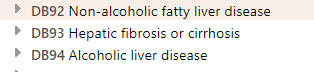 DB92 Non-alcoholic fatty liver disease
DB93 Hepatic fibrosis or cirrhosis
DB94 Alcoholic liver disease